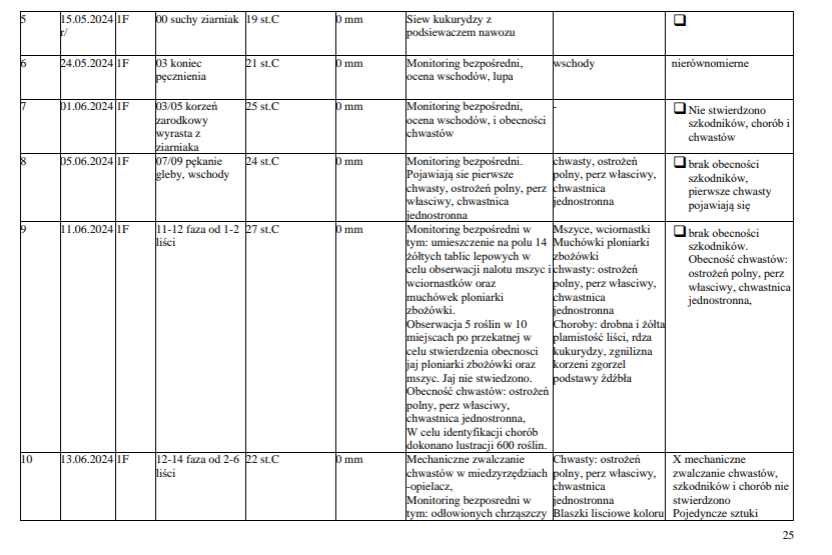 5 15.05.2024 1F 00 suchy ziarniak 19 st.C 0 mm Siew kukurydzy z
r/ podsiewaczem nawozu
6 24.05.2024 1F 03 koniec 21 st.C 0 mm Monitoring bezpośredni, wschody nierównomierne
pęcznienia ocena wschodów, lupa
7 01.06.2024 1F 03/05 korzeń 25 st.C 0 mm Monitoring bezpośredni, - Nie stwierdzono
zarodkowy ocena wschodów, i obecności szkodników, chorób i
wyrasta z chwastów chwastów
ziarniaka
8 05.06.2024 1F 07/09 pękanie 24 st.C 0 mm Monitoring bezpośredni. chwasty, ostrożeń brak obecności
gleby, wschody Pojawiają sie pierwsze polny, perz własciwy, szkodników,
chwasty, ostrożeń polny, perz chwastnica pierwsze chwasty
własciwy, chwastnica jednostronna pojawiają się
jednostronna
9 11.06.2024 1F 11-12 faza od 1-2 27 st.C 0 mm Monitoring bezpośredni w Mszyce, wciornastki brak obecności
liści tym: umieszczenie na polu 14 Muchówki ploniarki szkodników.
żółtych tablic lepowych w zbożówki Obecność chwastów:
celu obserwacji nalotu mszyc i chwasty: ostrożeń ostrożeń polny, perz
wciornastków oraz polny, perz własciwy, własciwy, chwastnica
muchówek ploniarki chwastnica jednostronna,
zbożówki. jednostronna
Obserwacja 5 roślin w 10 Choroby: drobna i żółta
miejscach po przekatnej w plamistość liści, rdza
celu stwierdzenia obecnosci kukurydzy, zgnilizna
jaj ploniarki zbożówki oraz korzeni zgorzel
mszyc. Jaj nie stwiedzono. podstawy źdźbła
Obecność chwastów: ostrożeń
polny, perz własciwy,
chwastnica jednostronna,
W celu identyfikacji chorób
dokonano lustracji 600 roślin.
10 13.06.2024 1F 12-14 faza od 2-6 22 st.C 0 mm Mechaniczne zwalczanie Chwasty: ostrożeń X mechaniczne
liści chwastów w miedzyrzędziach polny, perz własciwy, zwalczanie chwastów,
-opielacz, chwastnica szkodników i chorób nie
Monitoring bezposredni w jednostronna stwierdzono
tym: odłowionych chrząszczy Blaszki lisciowe koloru Pojedyncze sztuki
25